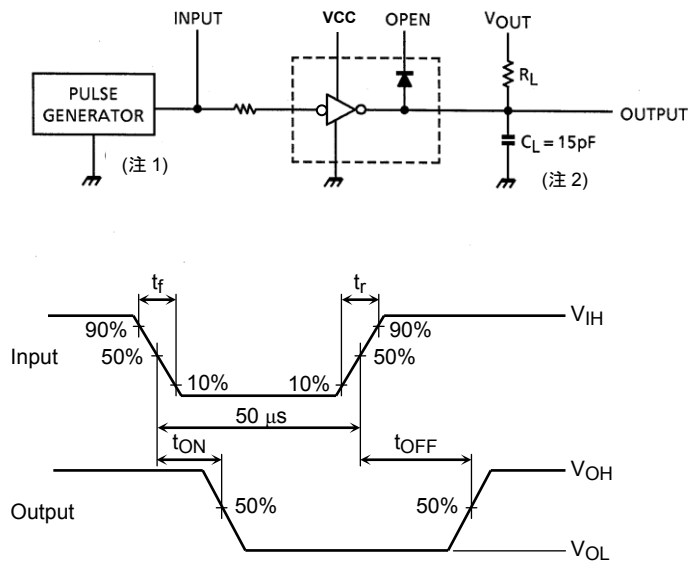 INPUT
VCC
OPEN
VOUT
PULSE
GENERATOR
RL
OUTPUT
CL = 15pF
(注 1)
(注 2)
tf
tr
VIH
90%
90%
Input
50%
50%
10%
10%
50 μs
tON
tOFF
VOH
Output
50%
50%
VOL